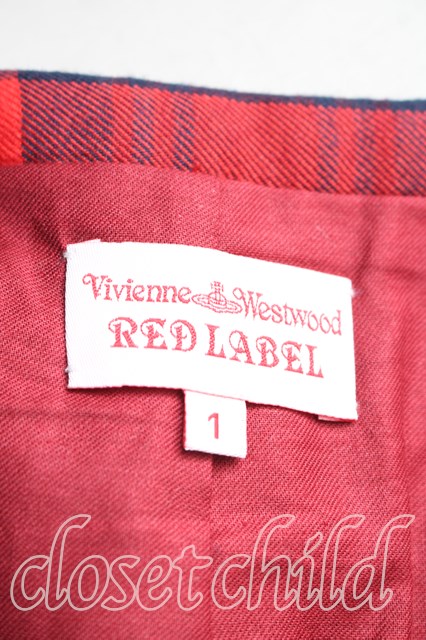 Vivienne Westwood
RED LABEL
1
closet child